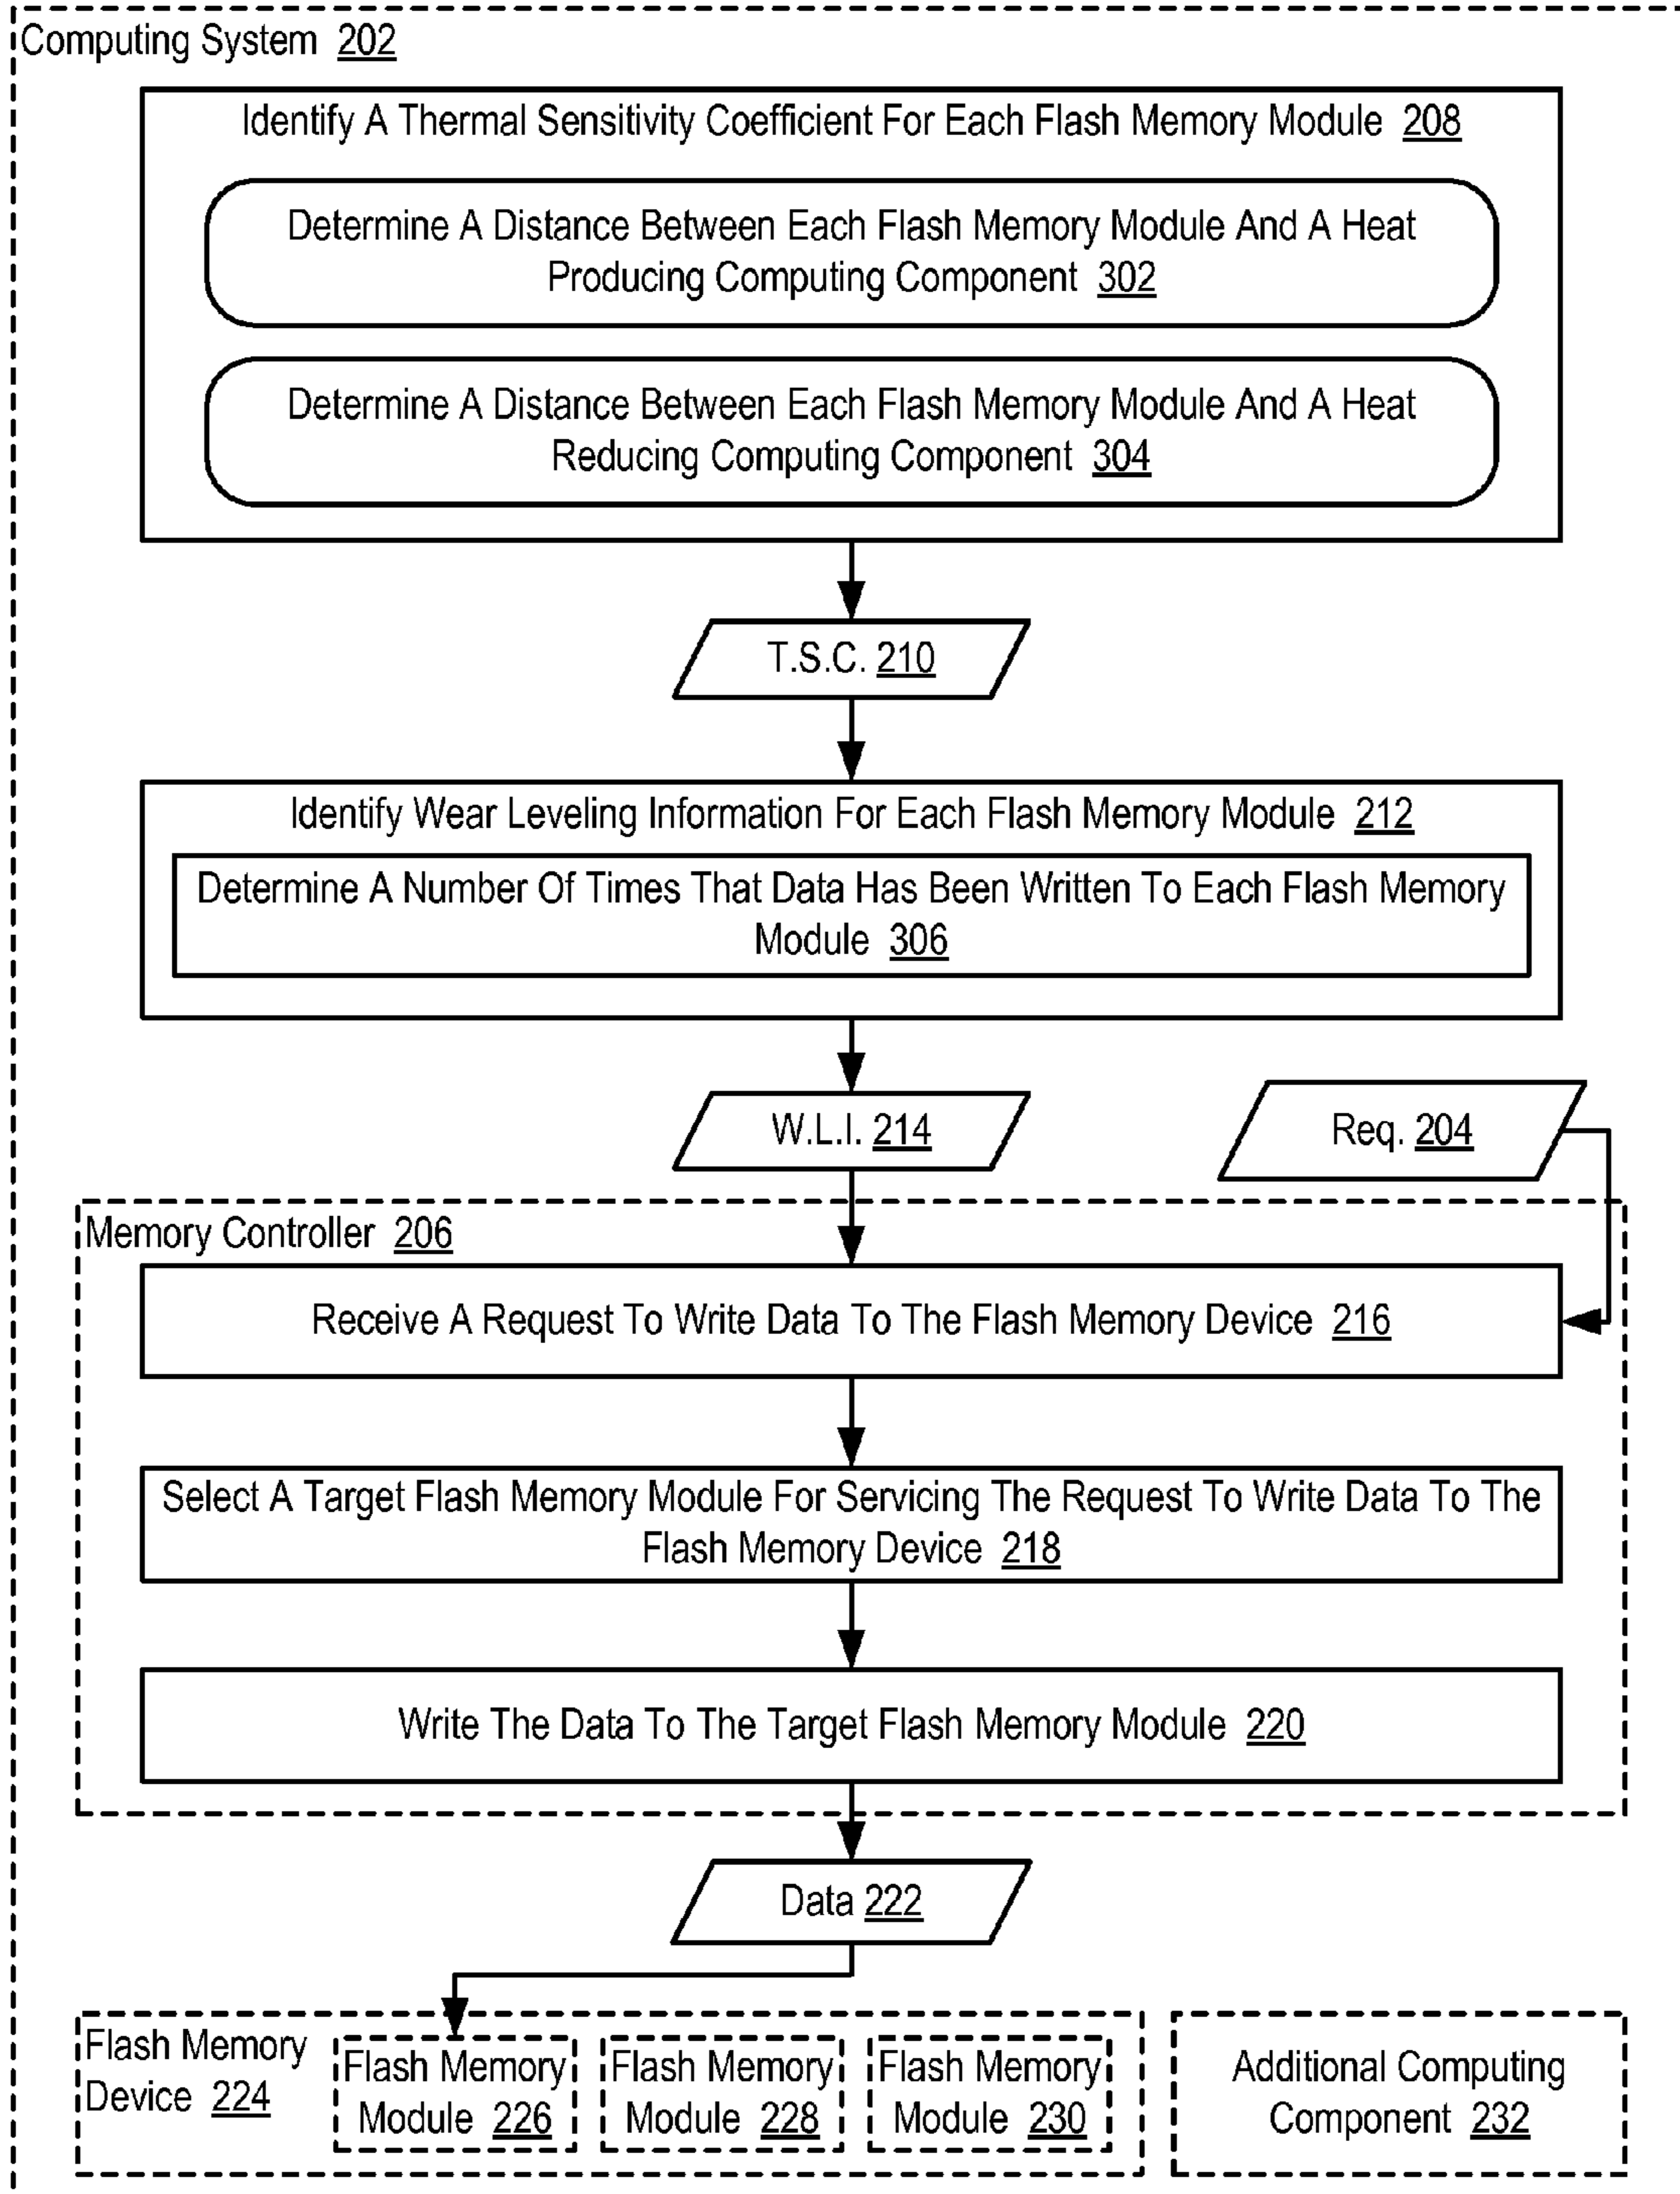 Computing System 202
Identify A Thermal Sensitivity Coefficient For Each Flash Memory Module 208
Determine A Distance Between Each Flash Memory Module And A Heat
Producing Computing Component 302
Determine A Distance Between Each Flash Memory Module And A Heat
Reducing Computing Component 304
T.S.C. 210
Identify Wear Leveling Information For Each Flash Memory Module 212
Determine A Number Of Times That Data Has Been Written To Each Flash Memory
Module 306
W.L.I. 214
Req. 204
Memory Controller 206
Receive A Request To Write Data To The Flash Memory Device 216
Select A Target Flash Memory Module For Servicing The Request To Write Data To The
Flash Memory Device 218
Write The Data To The Target Flash Memory Module 220
Data 222
Flash Memory
Device 224
Flash Memory
Module 226
Flash Memory
Module 228
Flash Memory
Module 230
Additional Computing
Component 232